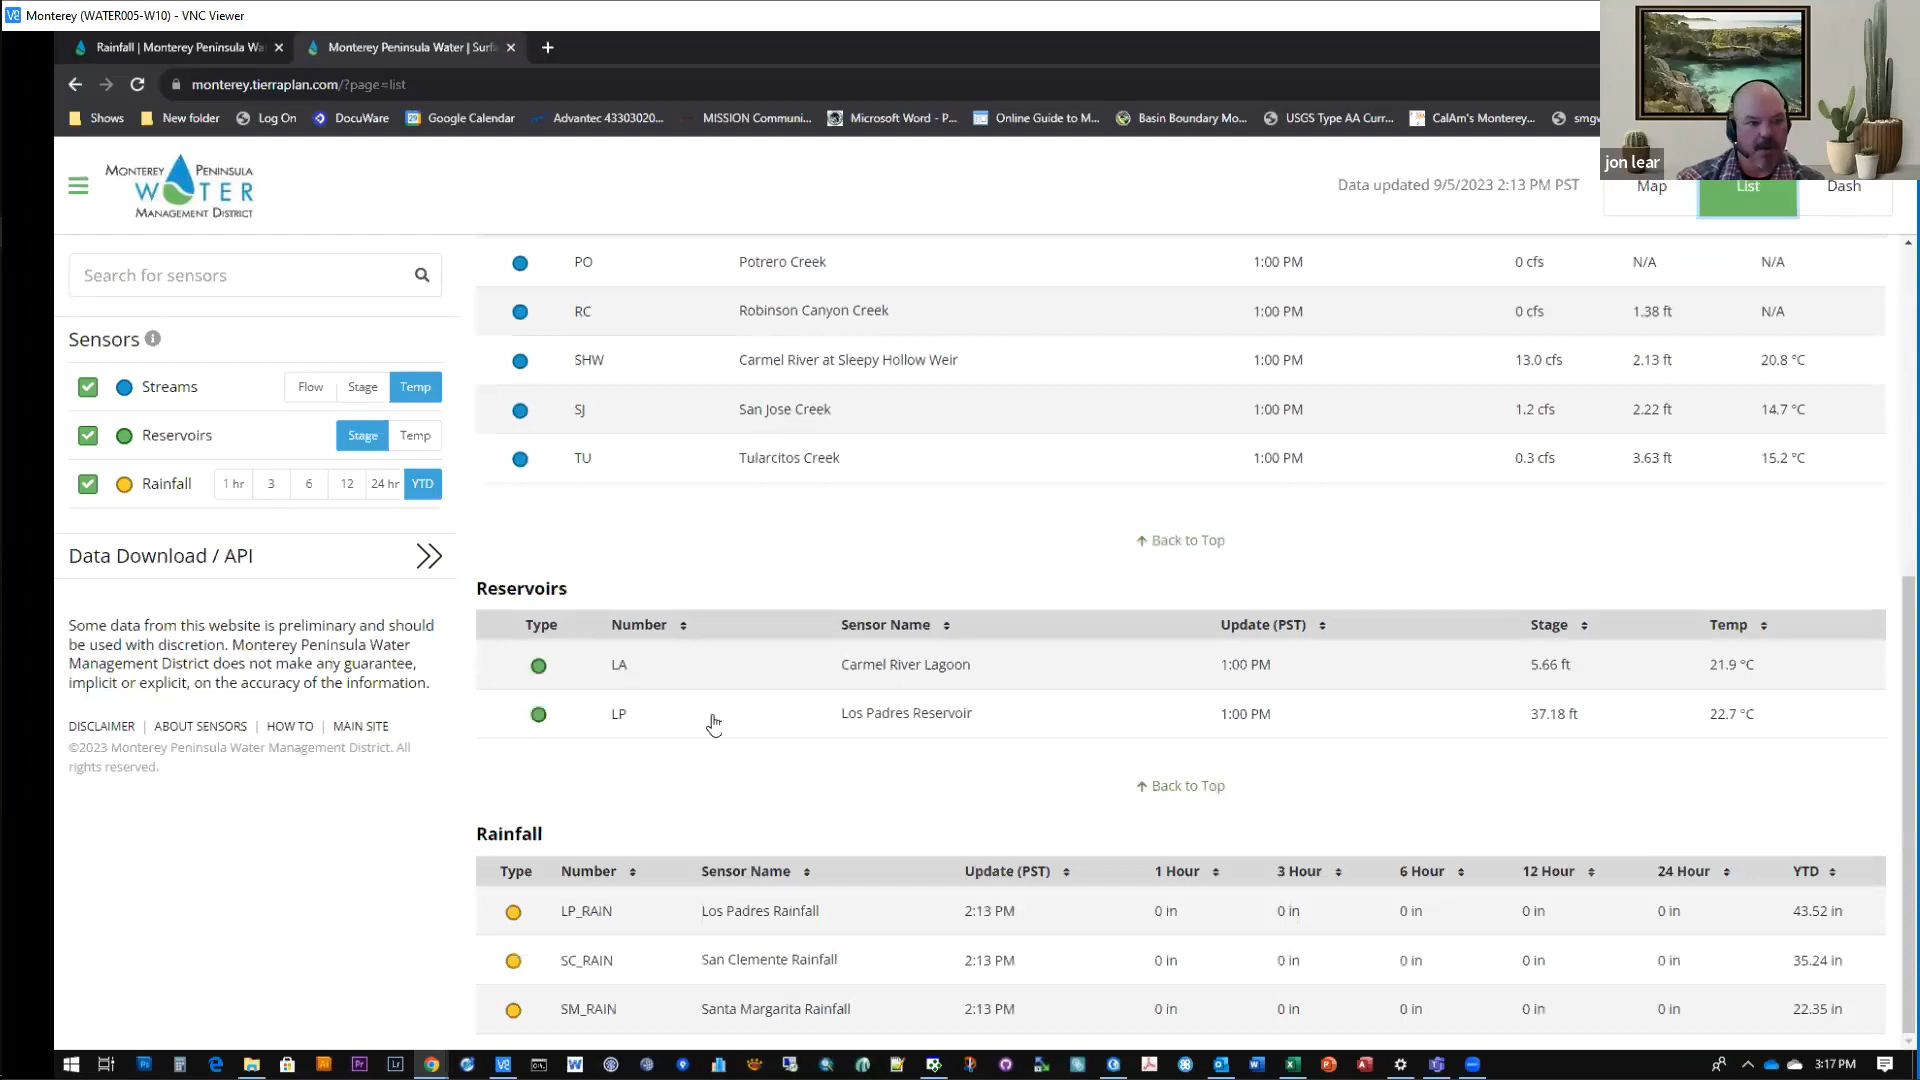 Monterey (WATER005-W10) - VNC Viewer
Rainfall | Monterey Peninsula Wa
Monterey Peninsula Water | Surfa
monterey.tierraplan.com/?page=list
Shows
New folder
Log On
DocuWare
Google Calendar
Advantec 43303020...
MISSION Communi...
Microsoft Word - P...
Online Guide to M...
Basin Boundary Mo...
USGS Type AA Curr...
CalAm's Monterey...
smgw
jon lear
MONTEREY PENINSULA
WATER
MANAGEMENT DISTRICT
Data updated 9/5/2023 2:13 PM PST
Map List Dash
Search for sensors
Sensors
Streams Flow Stage Temp
Reservoirs Stage Temp
Rainfall 1 hr 3 6 12 24 hr YTD
Data Download / API
Some data from this website is preliminary and should
be used with discretion. Monterey Peninsula Water
Management District does not make any guarantee,
implicit or explicit, on the accuracy of the information.
DISCLAIMER | ABOUT SENSORS | HOW TO | MAIN SITE
©2023 Monterey Peninsula Water Management District. All
rights reserved.
PO Potrero Creek 1:00 PM 0 cfs N/A N/A
RC Robinson Canyon Creek 1:00 PM 0 cfs 1.38 ft N/A
SHW Carmel River at Sleepy Hollow Weir 1:00 PM 13.0 cfs 2.13 ft 20.8 °C
SJ San Jose Creek 1:00 PM 1.2 cfs 2.22 ft 14.7 °C
TU Tularcitos Creek 1:00 PM 0.3 cfs 3.63 ft 15.2 °C
Back to Top
Reservoirs
Type Number Sensor Name Update (PST) Stage Temp
LA Carmel River Lagoon 1:00 PM 5.66 ft 21.9 °C
LP Los Padres Reservoir 1:00 PM 37.18 ft 22.7 °C
Back to Top
Rainfall
Type Number Sensor Name Update (PST) 1 Hour 3 Hour 6 Hour 12 Hour 24 Hour YTD
LP_RAIN Los Padres Rainfall 2:13 PM 0 in 0 in 0 in 0 in 0 in 43.52 in
SC_RAIN San Clemente Rainfall 2:13 PM 0 in 0 in 0 in 0 in 0 in 35.24 in
SM_RAIN Santa Margarita Rainfall 2:13 PM 0 in 0 in 0 in 0 in 0 in 22.35 in
3:17 PM